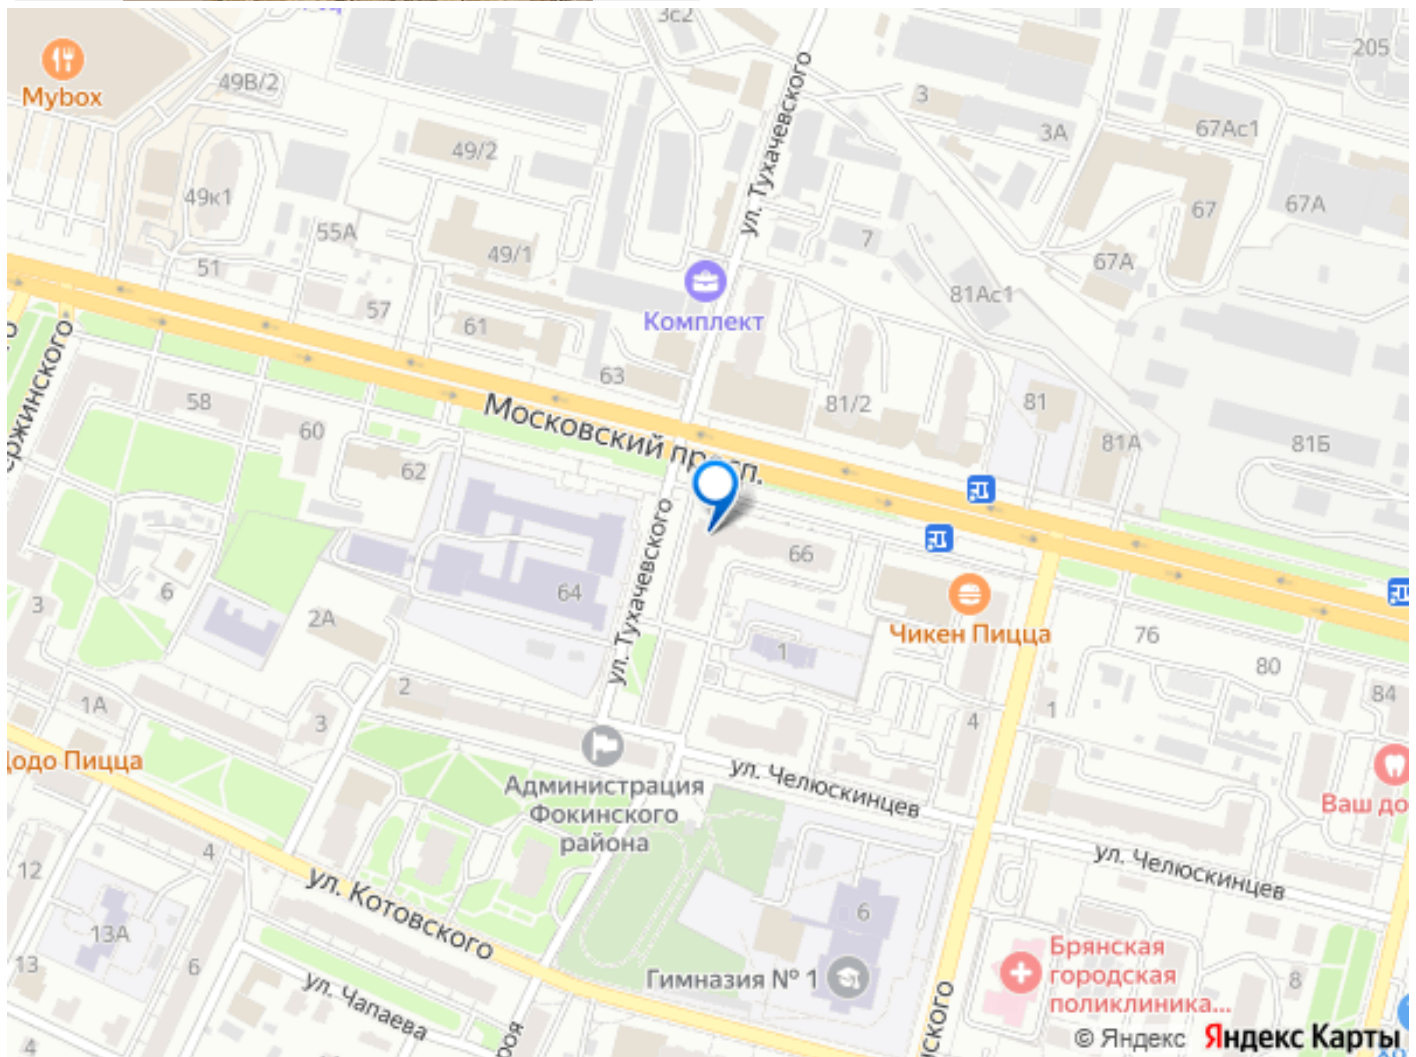 3с2
205
Mybox
49В/2
3
3А
67Ас1
49/2
ул. Тухачевского
49к1
67
67А
55А
7
49/1
67А
51
81Ас1
57
Комплект
61
63
58
81/2
81
60
Московский просп.
81А
81Б
62
ержинского
66
6
64
ул. Тухачевского
3
2А
Чикен Пицца
1
76
80
84
2
1А
3
4
1
Додо Пицца
Администрация
Фокинского
района
ул. Челюскинцев
Ваш до
4
ул. Челюскинцев
12
ул. Котовского
6
13А
Брянская
городская
поликлиника...
13
6
Гимназия № 1
8
ул. Чапаева
нского
роя
4
© Яндекс Яндекс Карты